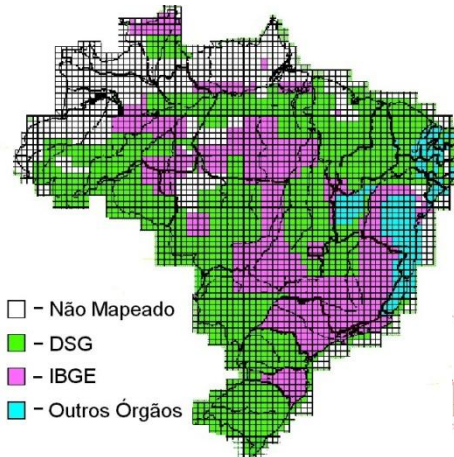 – Não Mapeado
– DSG
– IBGE
– Outros Órgãos